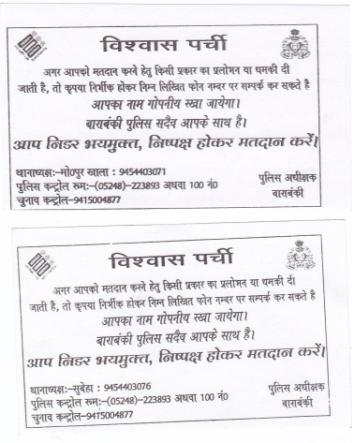 विश्वास पर्ची
अगर आपको मतदान करने हेतु किसी प्रकार का प्रलोभन या धमकी दी
जाती है, तो कृपया निर्भीक होकर निम्न लिखित फोन नम्बर पर सम्पर्क कर सकते है
आपका नाम गोपनीय रखा जायेगा।
बाराबंकी पुलिस सदैव आपके साथ है।
आप निडर भयमुक्त, निष्पक्ष होकर मतदान करें।
थानाध्यक्षः-मो०पुर खाला : 9454403071
पुलिस कन्ट्रोल रूमः-(05248)-223893 अथवा 100 नं०
चुनाव कन्ट्रोल-9415004877
पुलिस अधीक्षक
बाराबंकी
विश्वास पर्ची
अगर आपको मतदान करने हेतु किसी प्रकार का प्रलोभन या धमकी दी
जाती है, तो कृपया निर्भीक होकर निम्न लिखित फोन नम्बर पर सम्पर्क कर सकते है
आपका नाम गोपनीय रखा जायेगा।
बाराबंकी पुलिस सदैव आपके साथ है।
आप निडर भयमुक्त, निष्पक्ष होकर मतदान करें।
थानाध्यक्षः-सुबेहा : 9454403076
पुलिस कन्ट्रोल रूमः-(05248)-223893 अथवा 100 नं०
चुनाव कन्ट्रोल-9415004877
पुलिस अधीक्षक
बाराबंकी